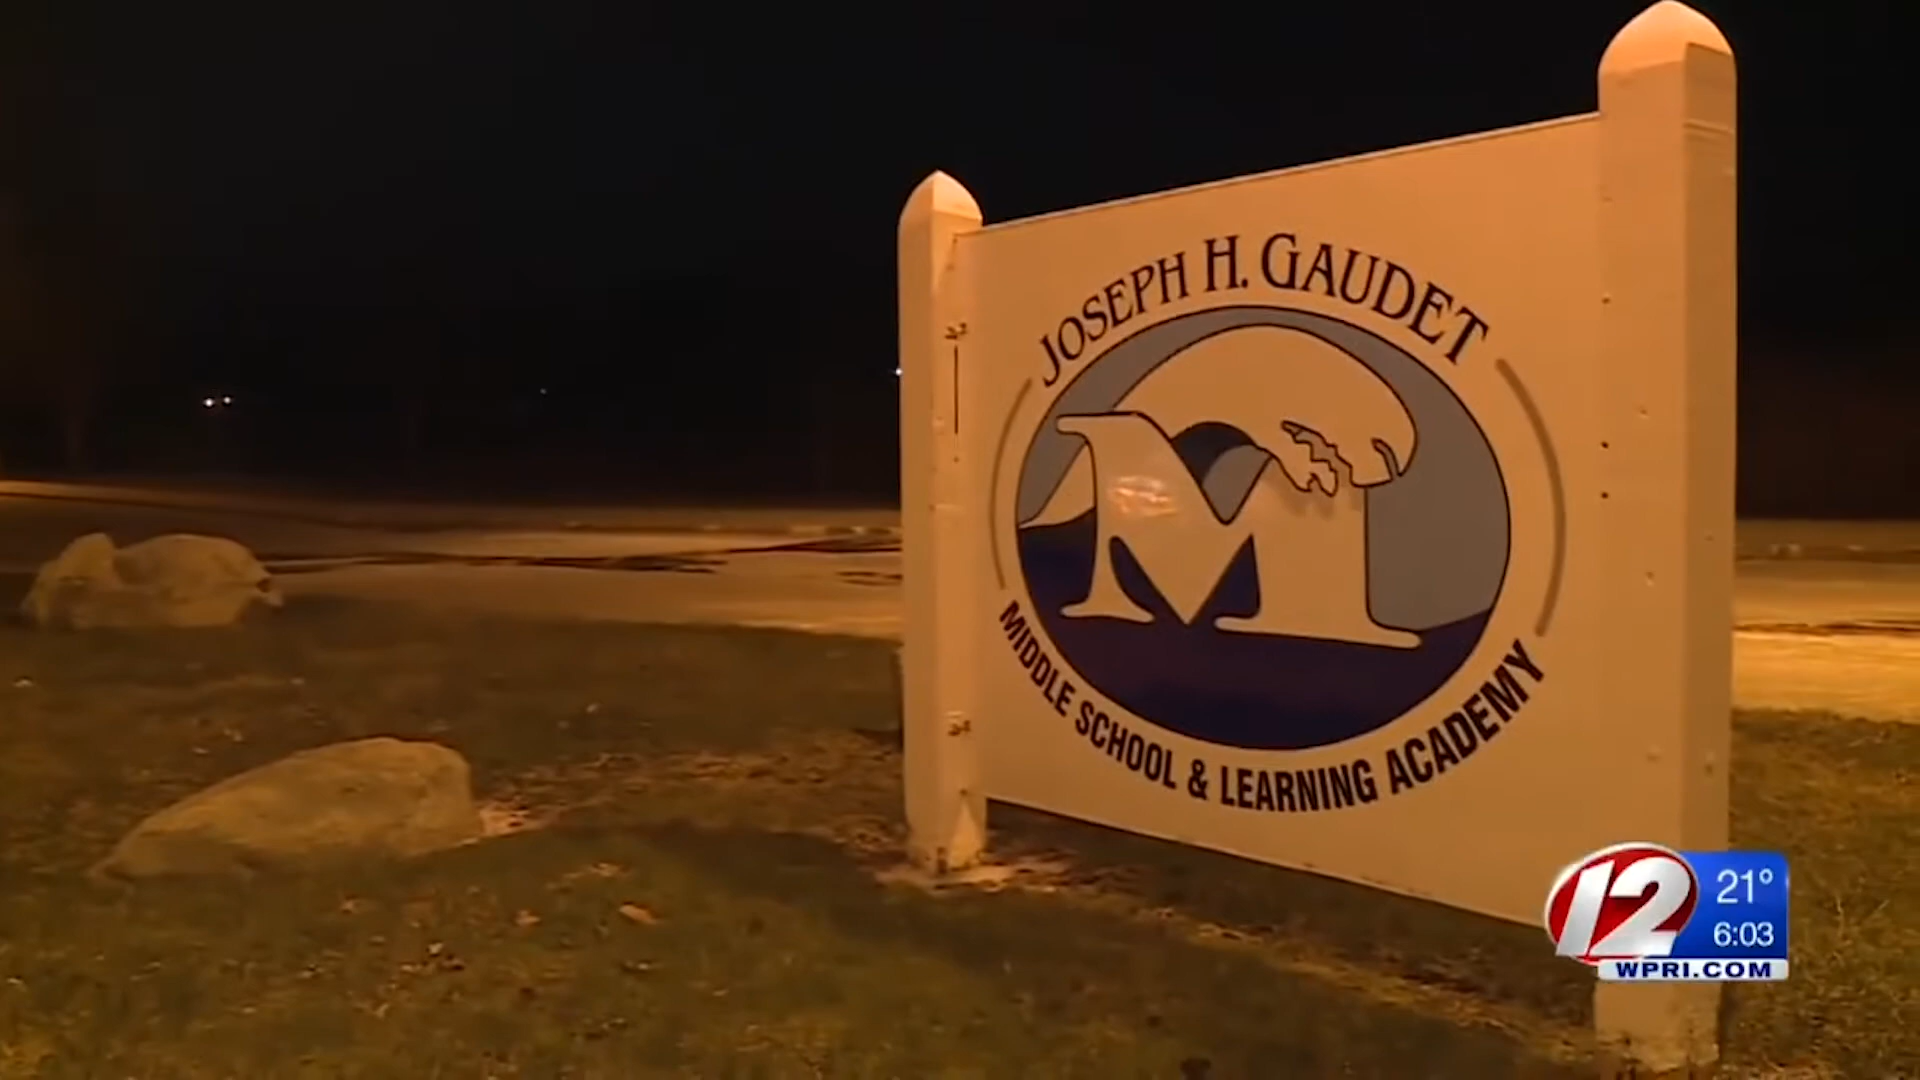 JOSEPH H. GAUDET
M
MIDDLE SCHOOL & LEARNING ACADEMY
12
21°
6:03
WPRI.COM